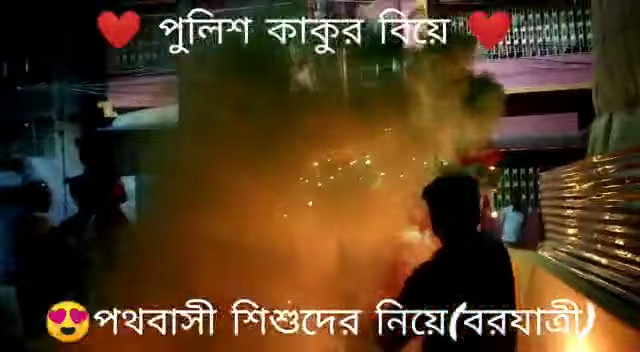 ❤️ পুলিশ কাকুর বিয়ে ❤️
😍পথবাসী শিশুদের নিয়ে(বরযাত্রী)